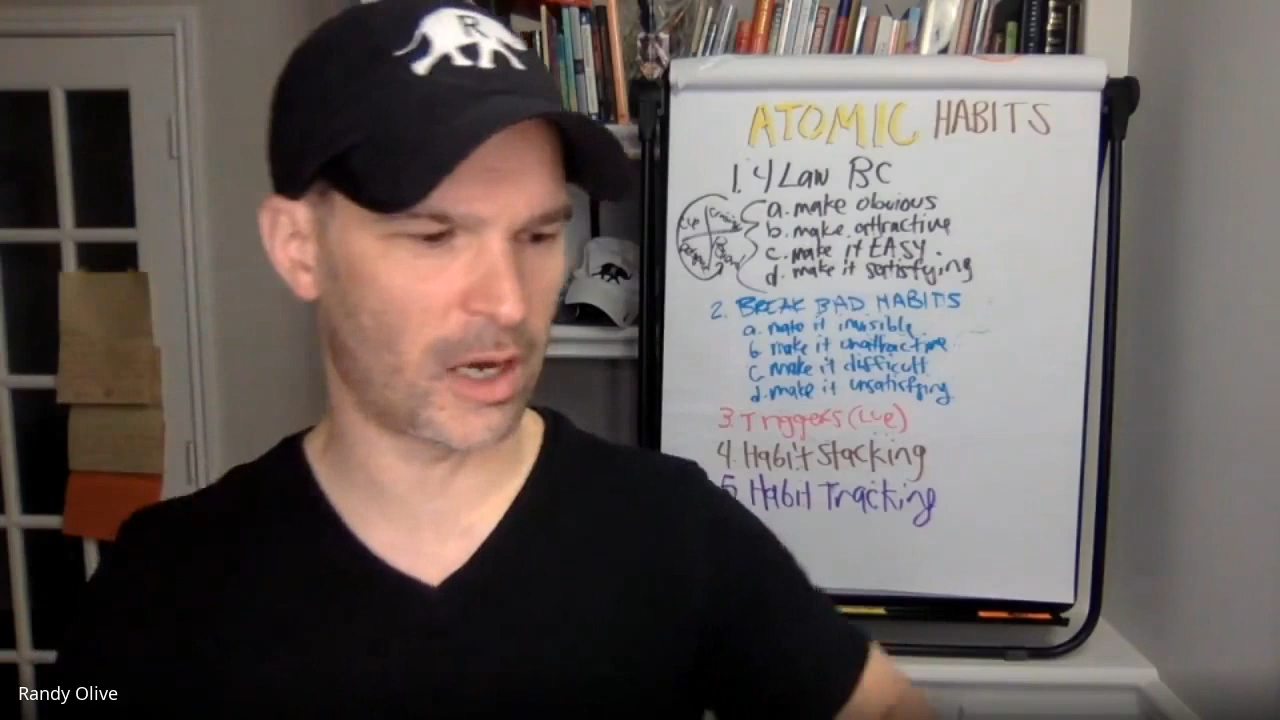 R
ATOMIC HABITS
1. 4 Law BC
a. make obvious
b. make attractive
c. make it EASY.
d. make it satisfying
Cue
2. BREAK BAD HABITS
a. make it invisible
b. make it unattractive
c. make it difficult
d. make it unsatisfying
3. Triggers (cue)
4. Habit Stacking
5. Habit Tracking
Randy Olive